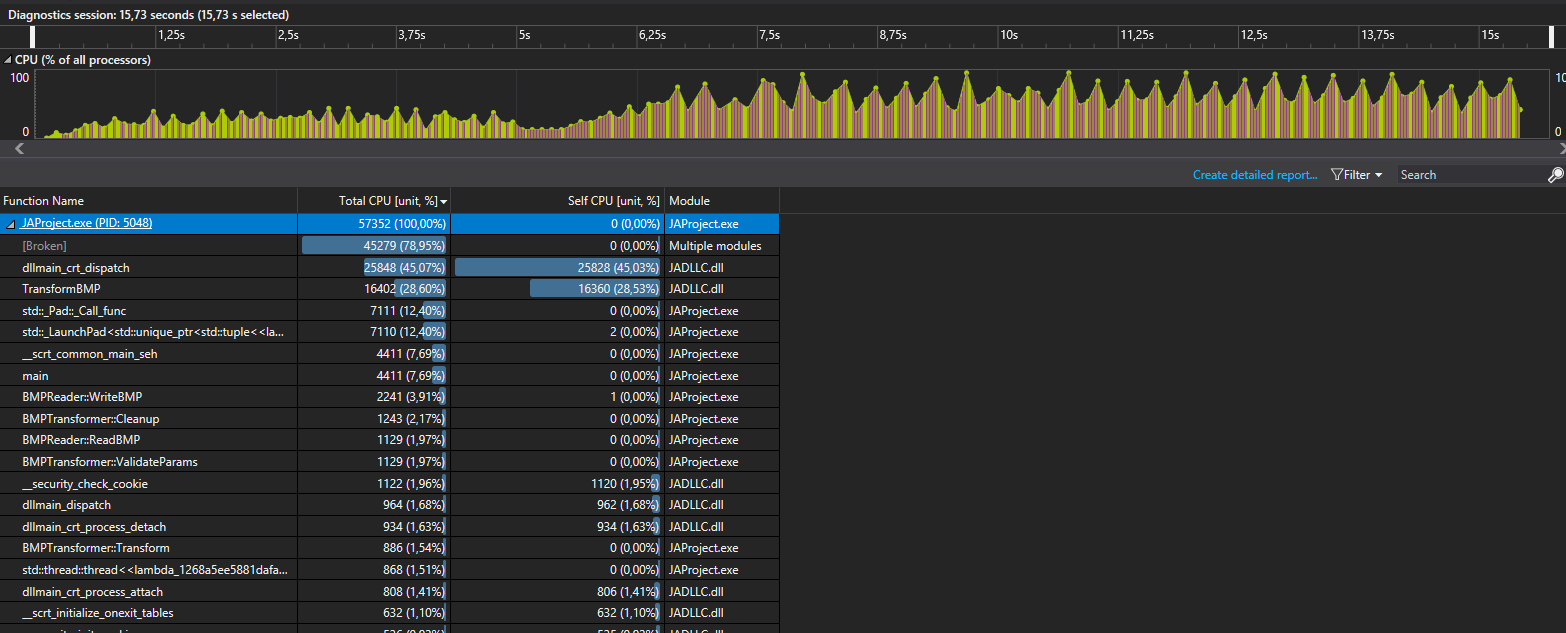 Diagnostics session: 15,73 seconds (15,73 s selected)
1,25s 2,5s 3,75s 5s 6,25s 7,5s 8,75s 10s 11,25s 12,5s 13,75s 15s
CPU (% of all processors)
100 10
0 0
Create detailed report... Filter Search
Function Name Total CPU [unit, %] Self CPU [unit, %] Module
JAProject.exe (PID: 5048) 57352 (100,00%) 0 (0,00%) JAProject.exe
[Broken] 45279 (78,95%) 0 (0,00%) Multiple modules
dllmain_crt_dispatch 25848 (45,07%) 25828 (45,03%) JADLLC.dll
TransformBMP 16402 (28,60%) 16360 (28,53%) JADLLC.dll
std::_Pad::_Call_func 7111 (12,40%) 0 (0,00%) JAProject.exe
std::_LaunchPad<std::unique_ptr<std::tuple<<la... 7110 (12,40%) 2 (0,00%) JAProject.exe
__scrt_common_main_seh 4411 (7,69%) 0 (0,00%) JAProject.exe
main 4411 (7,69%) 0 (0,00%) JAProject.exe
BMPReader::WriteBMP 2241 (3,91%) 1 (0,00%) JAProject.exe
BMPTransformer::Cleanup 1243 (2,17%) 0 (0,00%) JAProject.exe
BMPReader::ReadBMP 1129 (1,97%) 0 (0,00%) JAProject.exe
BMPTransformer::ValidateParams 1129 (1,97%) 0 (0,00%) JAProject.exe
__security_check_cookie 1122 (1,96%) 1120 (1,95%) JADLLC.dll
dllmain_dispatch 964 (1,68%) 962 (1,68%) JADLLC.dll
dllmain_crt_process_detach 934 (1,63%) 934 (1,63%) JADLLC.dll
BMPTransformer::Transform 886 (1,54%) 0 (0,00%) JAProject.exe
std::thread::thread<<lambda_1268a5ee5881dafa... 868 (1,51%) 0 (0,00%) JAProject.exe
dllmain_crt_process_attach 808 (1,41%) 806 (1,41%) JADLLC.dll
__scrt_initialize_onexit_tables 632 (1,10%) 632 (1,10%) JADLLC.dll